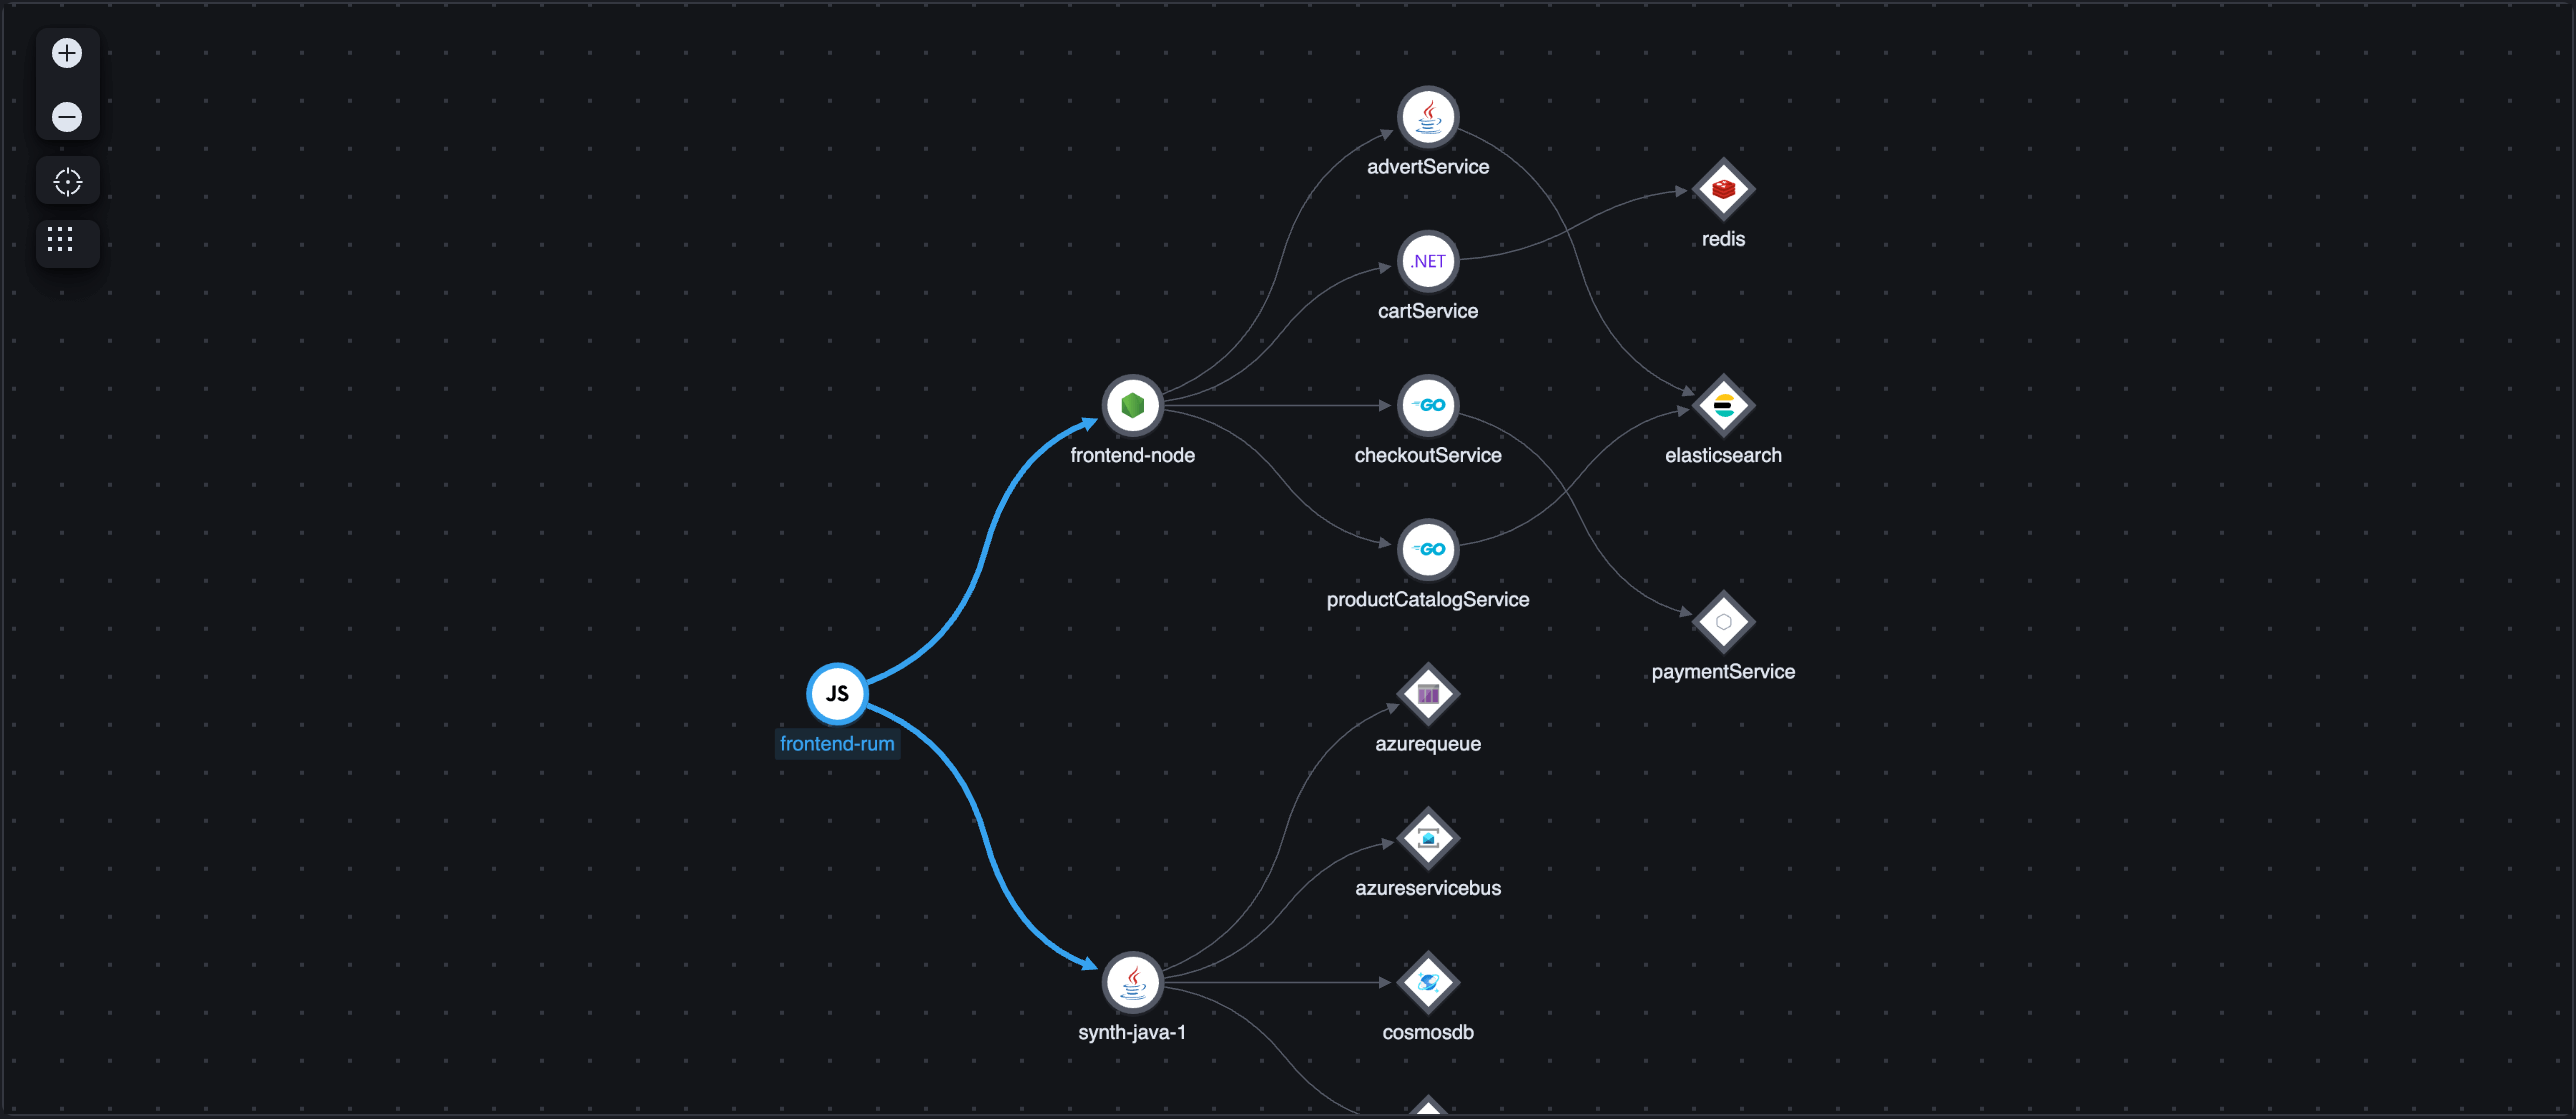 advertService
redis
.NET
cartService
frontend-node
GO
checkoutService
elasticsearch
GO
productCatalogService
paymentService
JS
frontend-rum
azurequeue
azureservicebus
synth-java-1
cosmosdb